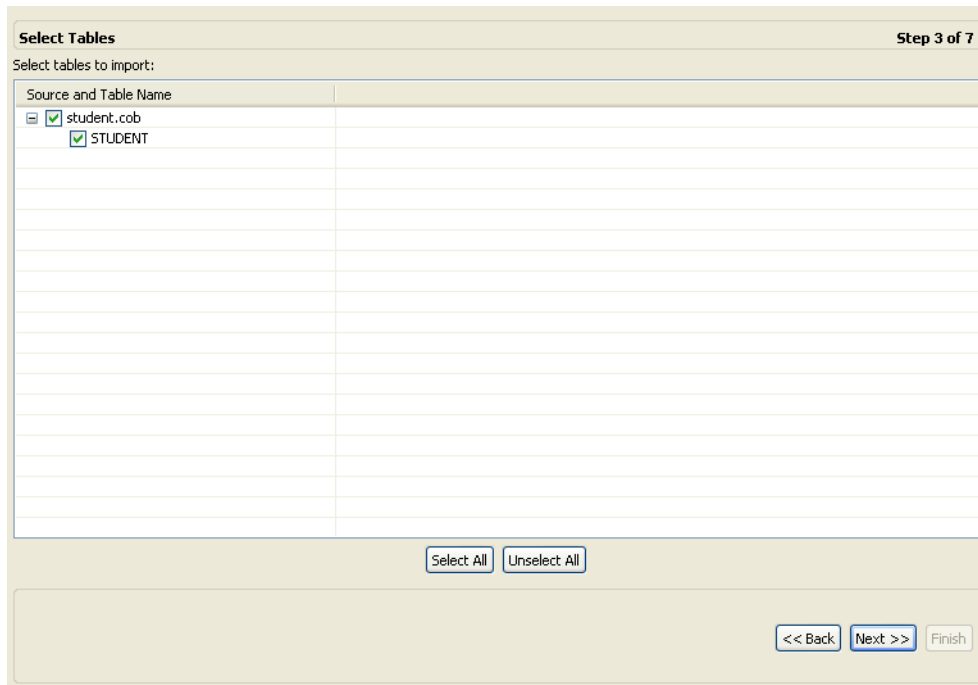 Select Tables Step 3 of 7
Select tables to import:
Source and Table Name
student.cob
STUDENT
Select All Unselect All
<< Back Next >> Finish